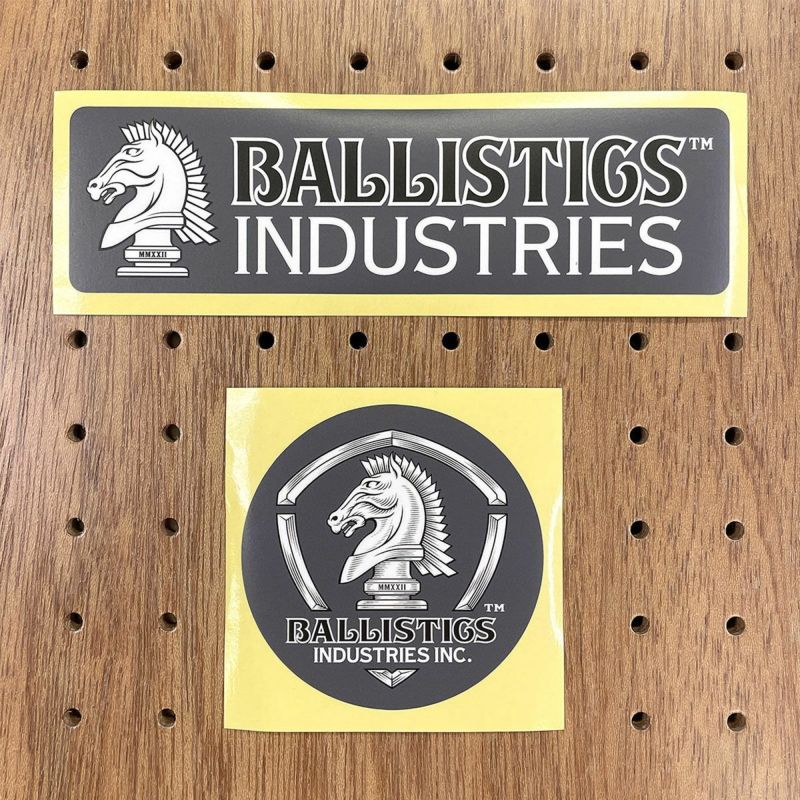 BALLISTICS™
MMXXII
INDUSTRIES
MMXXII
™
BALLISTICS
INDUSTRIES INC.